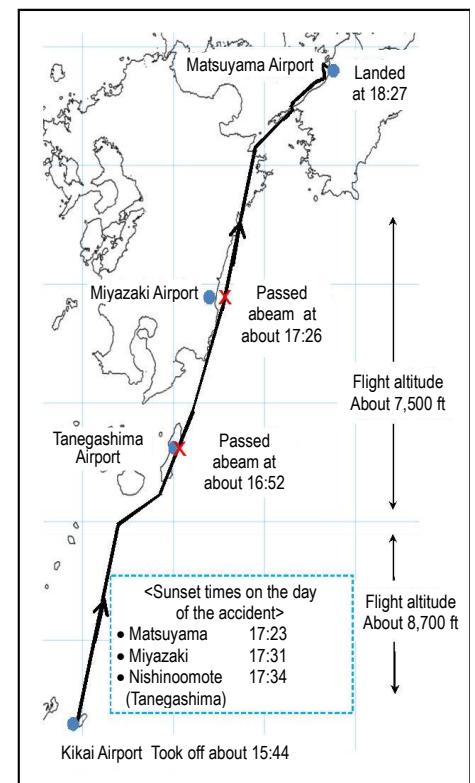 Matsuyama Airport
Landed
at 18:27
Miyazaki Airport
Passed
abeam at
about 17:26
Flight altitude
About 7,500 ft
Tanegashima
Airport
Passed
abeam at
about 16:52
<Sunset times on the day
of the accident>
● Matsuyama 17:23
● Miyazaki 17:31
● Nishinoomote 17:34
(Tanegashima)
Flight altitude
About 8,700 ft
Kikai Airport Took off about 15:44